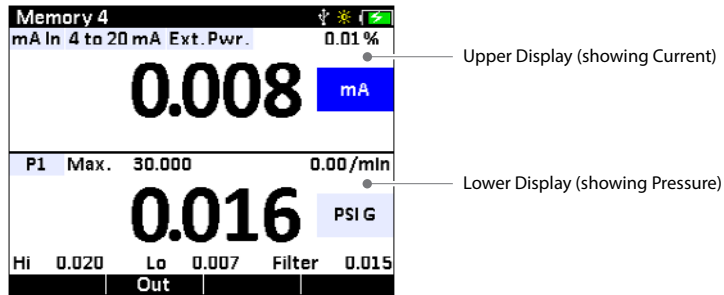 Memory 4
mA In 4 to 20 mA Ext. Pwr. 0.01 %
Upper Display (showing Current)
0.008 mA
P1 Max. 30.000 0.00 /min
Lower Display (showing Pressure)
0.016 PSI G
Hi 0.020 Lo 0.007 Filter 0.015
Out